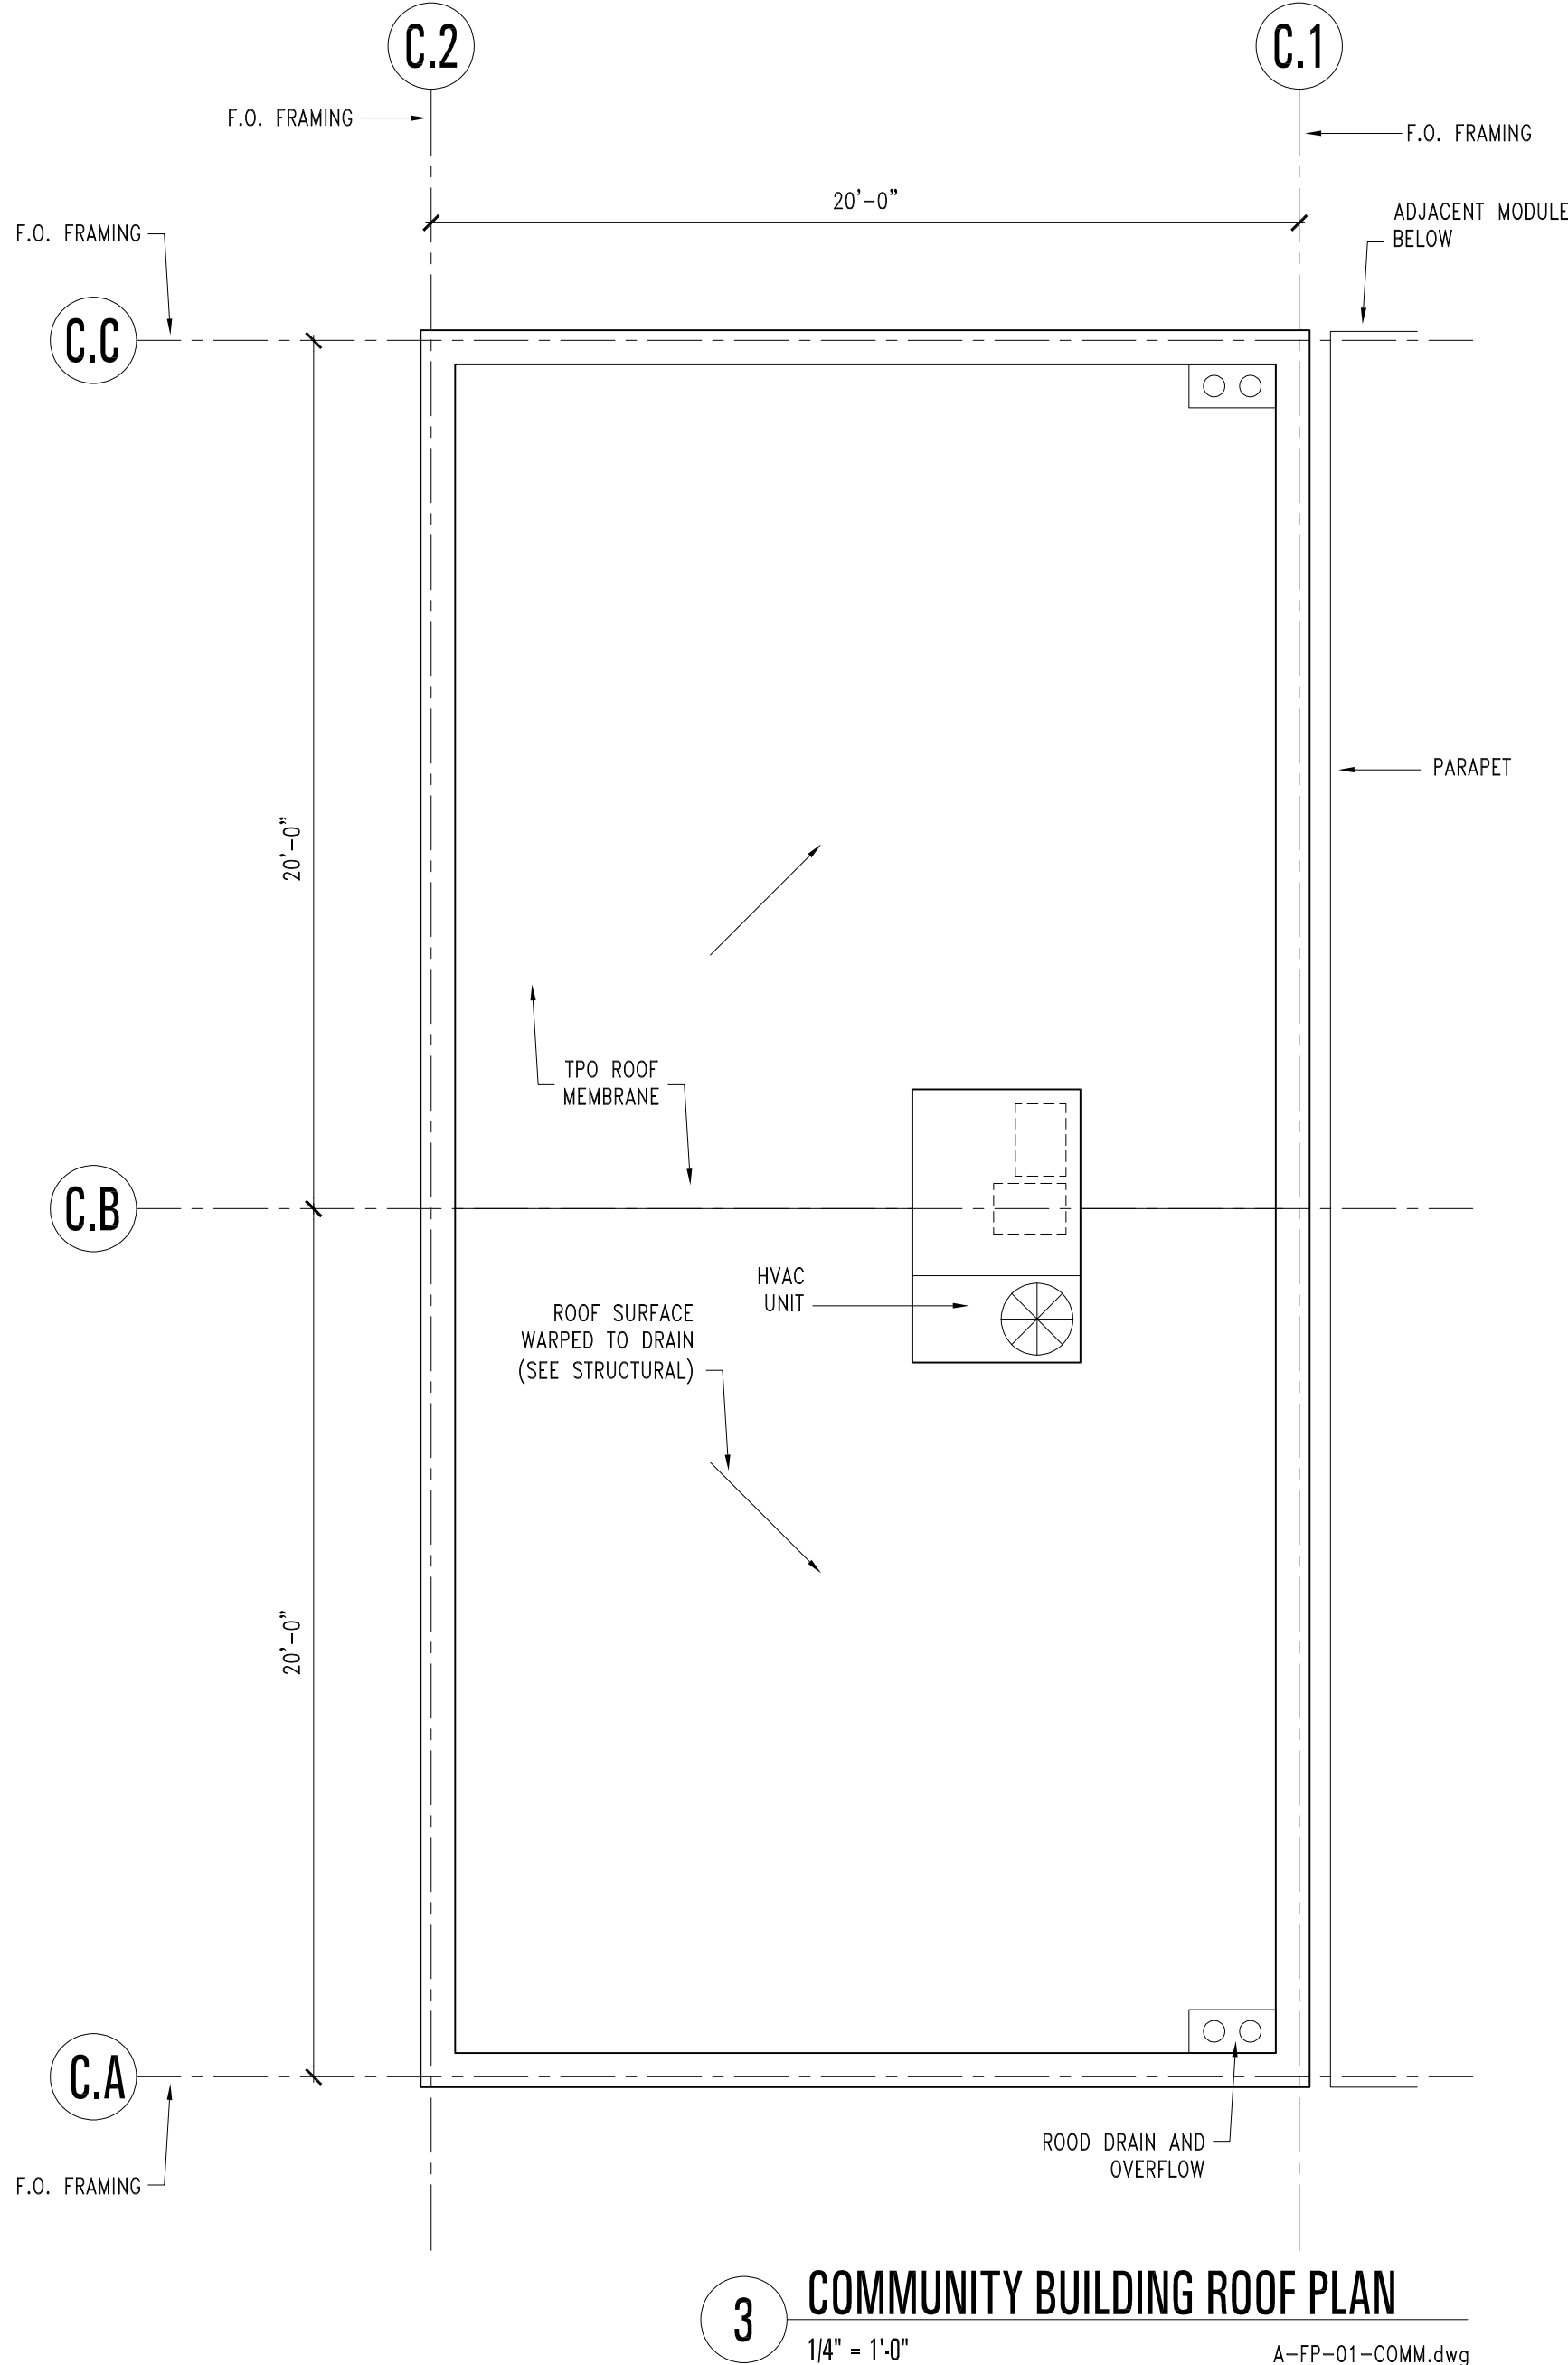 C.2
C.1
F.O. FRAMING
F.O. FRAMING
20'-0"
ADJACENT MODULE
BELOW
F.O. FRAMING
C.C
PARAPET
20'-0"
TPO ROOF
MEMBRANE
C.B
HVAC
UNIT
ROOF SURFACE
WARPED TO DRAIN
(SEE STRUCTURAL)
20'-0"
C.A
ROOD DRAIN AND
OVERFLOW
F.O. FRAMING
3
COMMUNITY BUILDING ROOF PLAN
1/4" = 1'-0"
A-FP-01-COMM.dwg